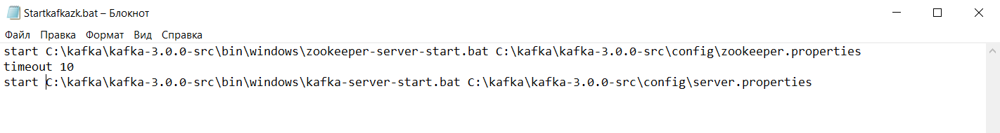 Startkafkazk.bat – Блокнот
Файл Правка Формат Вид Справка
start C:\kafka\kafka-3.0.0-src\bin\windows\zookeeper-server-start.bat C:\kafka\kafka-3.0.0-src\config\zookeeper.properties
timeout 10
start C:\kafka\kafka-3.0.0-src\bin\windows\kafka-server-start.bat C:\kafka\kafka-3.0.0-src\config\server.properties